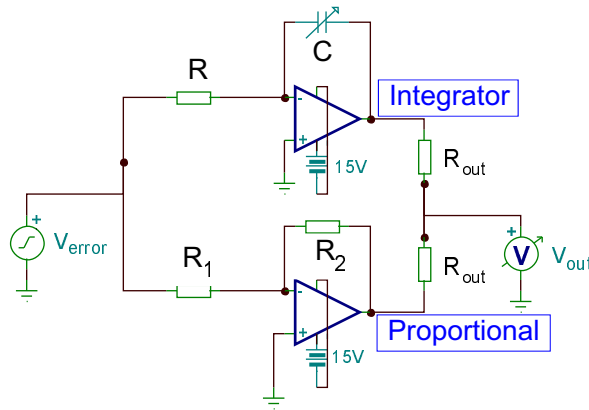 C
R
Integrator
-
+
15V
R_out
+
V_error
R_1
R_2
+
V
V_out
R_out
-
+
15V
Proportional